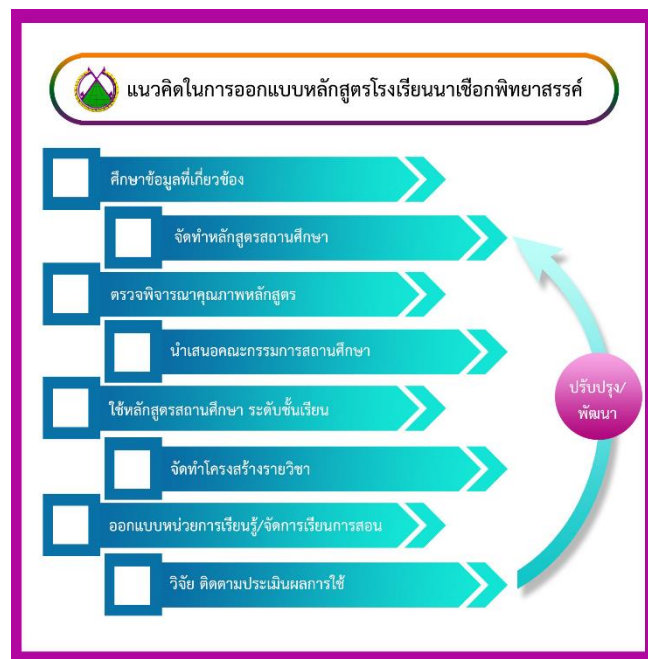 แนวคิดในการออกแบบหลักสูตรโรงเรียนนาเชือกพิทยาสรรค์
ศึกษาข้อมูลที่เกี่ยวข้อง
จัดทำหลักสูตรสถานศึกษา
ตรวจพิจารณาคุณภาพหลักสูตร
นำเสนอคณะกรรมการสถานศึกษา
ใช้หลักสูตรสถานศึกษา ระดับชั้นเรียน
จัดทำโครงสร้างรายวิชา
ออกแบบหน่วยการเรียนรู้/จัดการเรียนการสอน
วิจัย ติดตามประเมินผลการใช้
ปรับปรุง/
พัฒนา